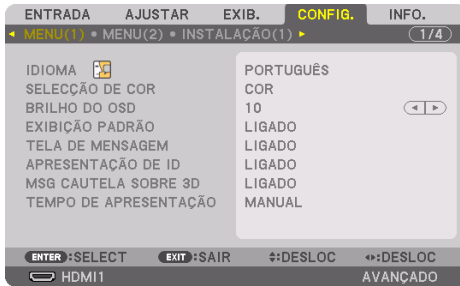 ENTRADA AJUSTAR EXIB. CONFIG. INFO.
MENU(1) • MENU(2) • INSTALAÇÃO(1) 1/4
IDIOMA PORTUGUÊS
SELECÇÃO DE COR COR
BRILHO DO OSD 10
EXIBIÇÃO PADRÃO LIGADO
TELA DE MENSAGEM LIGADO
APRESENTAÇÃO DE ID LIGADO
MSG CAUTELA SOBRE 3D LIGADO
TEMPO DE APRESENTAÇÃO MANUAL
ENTER :SELECT EXIT :SAIR :DESLOC :DESLOC
HDMI1 AVANÇADO